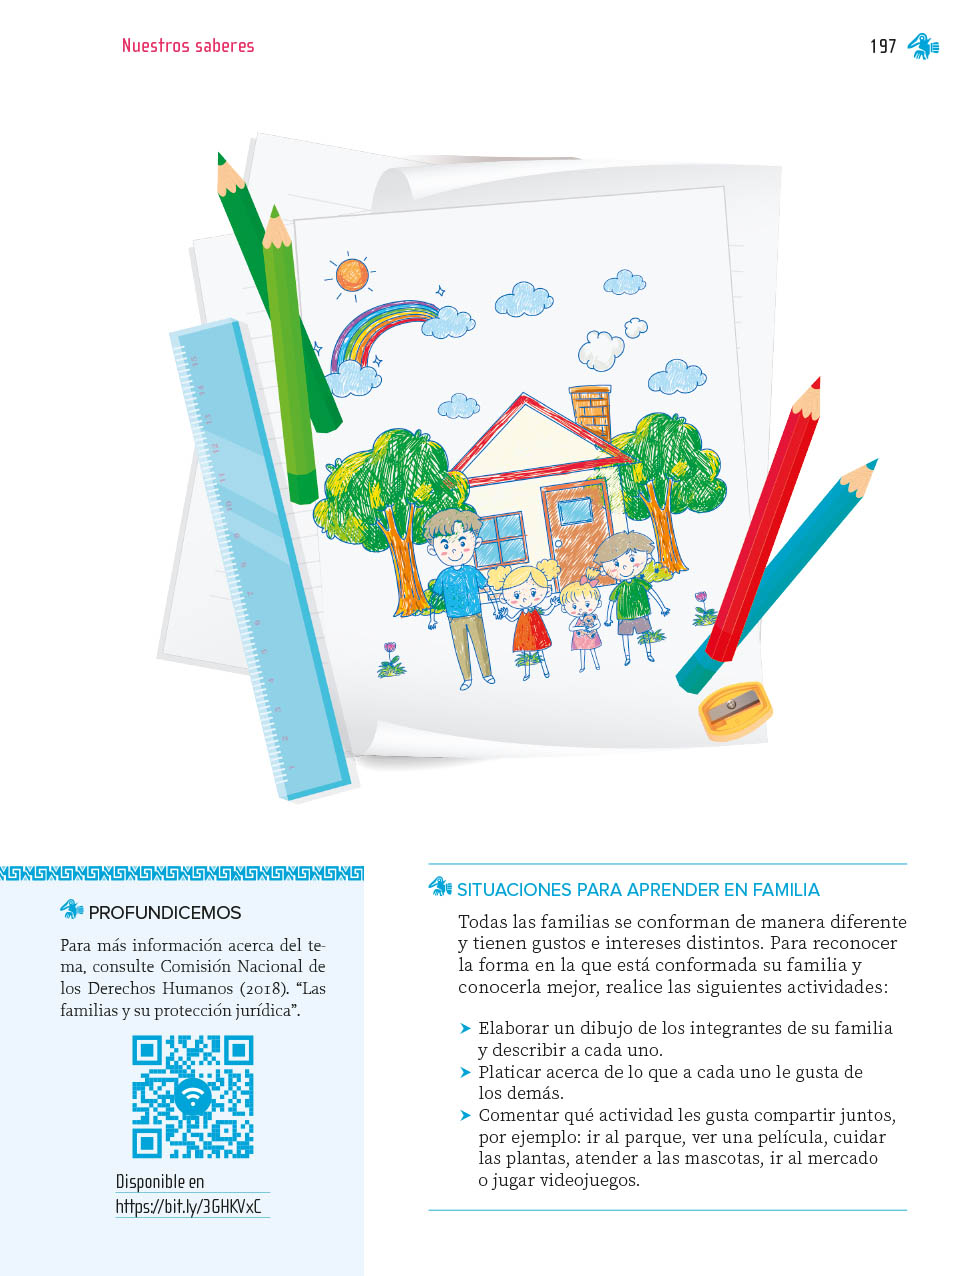 Nuestros saberes
197
PROFUNDICEMOS
Para más información acerca del te-
ma, consulte Comisión Nacional de
los Derechos Humanos (2018). “Las
familias y su protección jurídica”.
Disponible en
https://bit.ly/3GHKVxC
SITUACIONES PARA APRENDER EN FAMILIA
Todas las familias se conforman de manera diferente
y tienen gustos e intereses distintos. Para reconocer
la forma en la que está conformada su familia y
conocerla mejor, realice las siguientes actividades:
➤ Elaborar un dibujo de los integrantes de su familia
y describir a cada uno.
➤ Platicar acerca de lo que a cada uno le gusta de
los demás.
➤ Comentar qué actividad les gusta compartir juntos,
por ejemplo: ir al parque, ver una película, cuidar
las plantas, atender a las mascotas, ir al mercado
o jugar videojuegos.